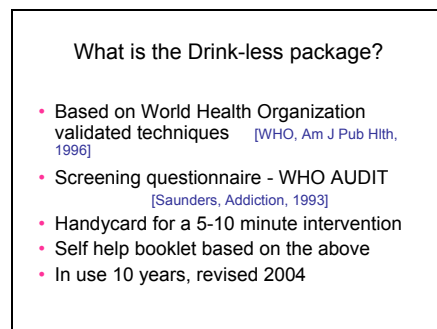 What is the Drink-less package?
• Based on World Health Organization
validated techniques [WHO, Am J Pub Hlth,
1996]
• Screening questionnaire - WHO AUDIT
[Saunders, Addiction, 1993]
• Handycard for a 5-10 minute intervention
• Self help booklet based on the above
• In use 10 years, revised 2004